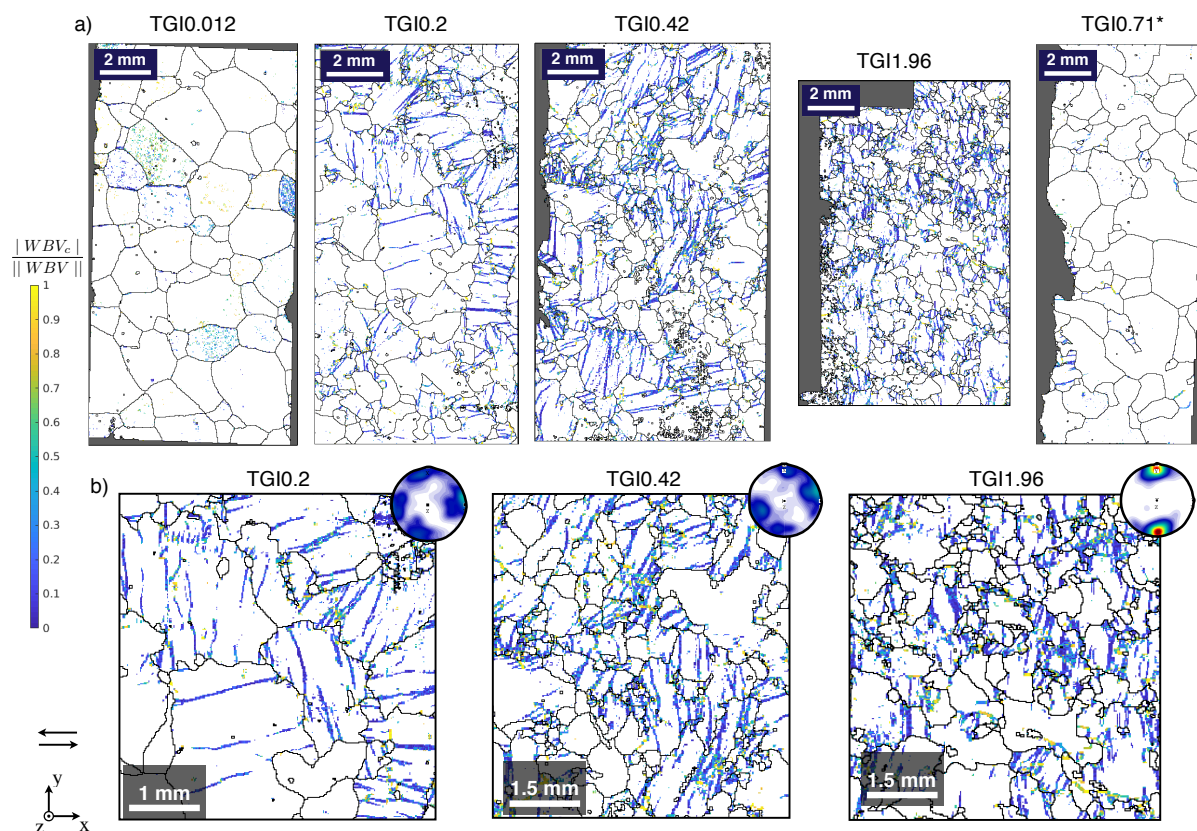 a)
TGI0.012
TGI0.2
TGI0.42
TGI1.96
TGI0.71*
2 mm
2 mm
2 mm
2 mm
2 mm
| WBVc |
|| WBV ||
1
0.9
0.8
0.7
0.6
0.5
0.4
0.3
0.2
0.1
0
b)
TGI0.2
TGI0.42
TGI1.96
1 mm
1.5 mm
1.5 mm
y
z
x